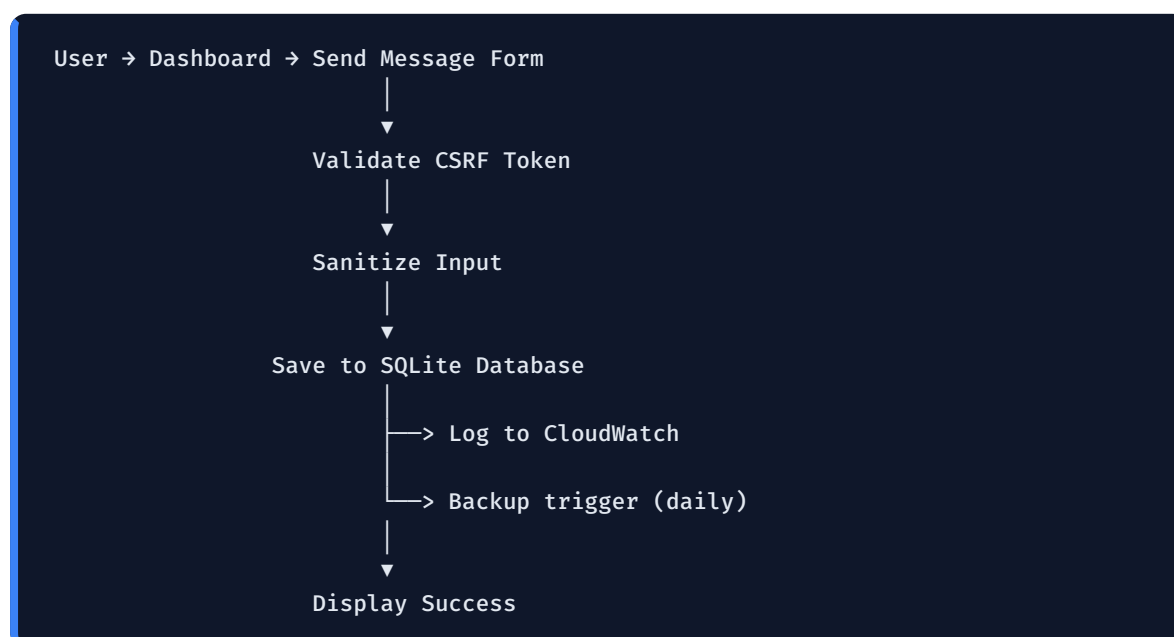 User → Dashboard → Send Message Form
│
▼
Validate CSRF Token
│
▼
Sanitize Input
│
▼
Save to SQLite Database
│
├──> Log to CloudWatch
│
└──> Backup trigger (daily)
│
▼
Display Success